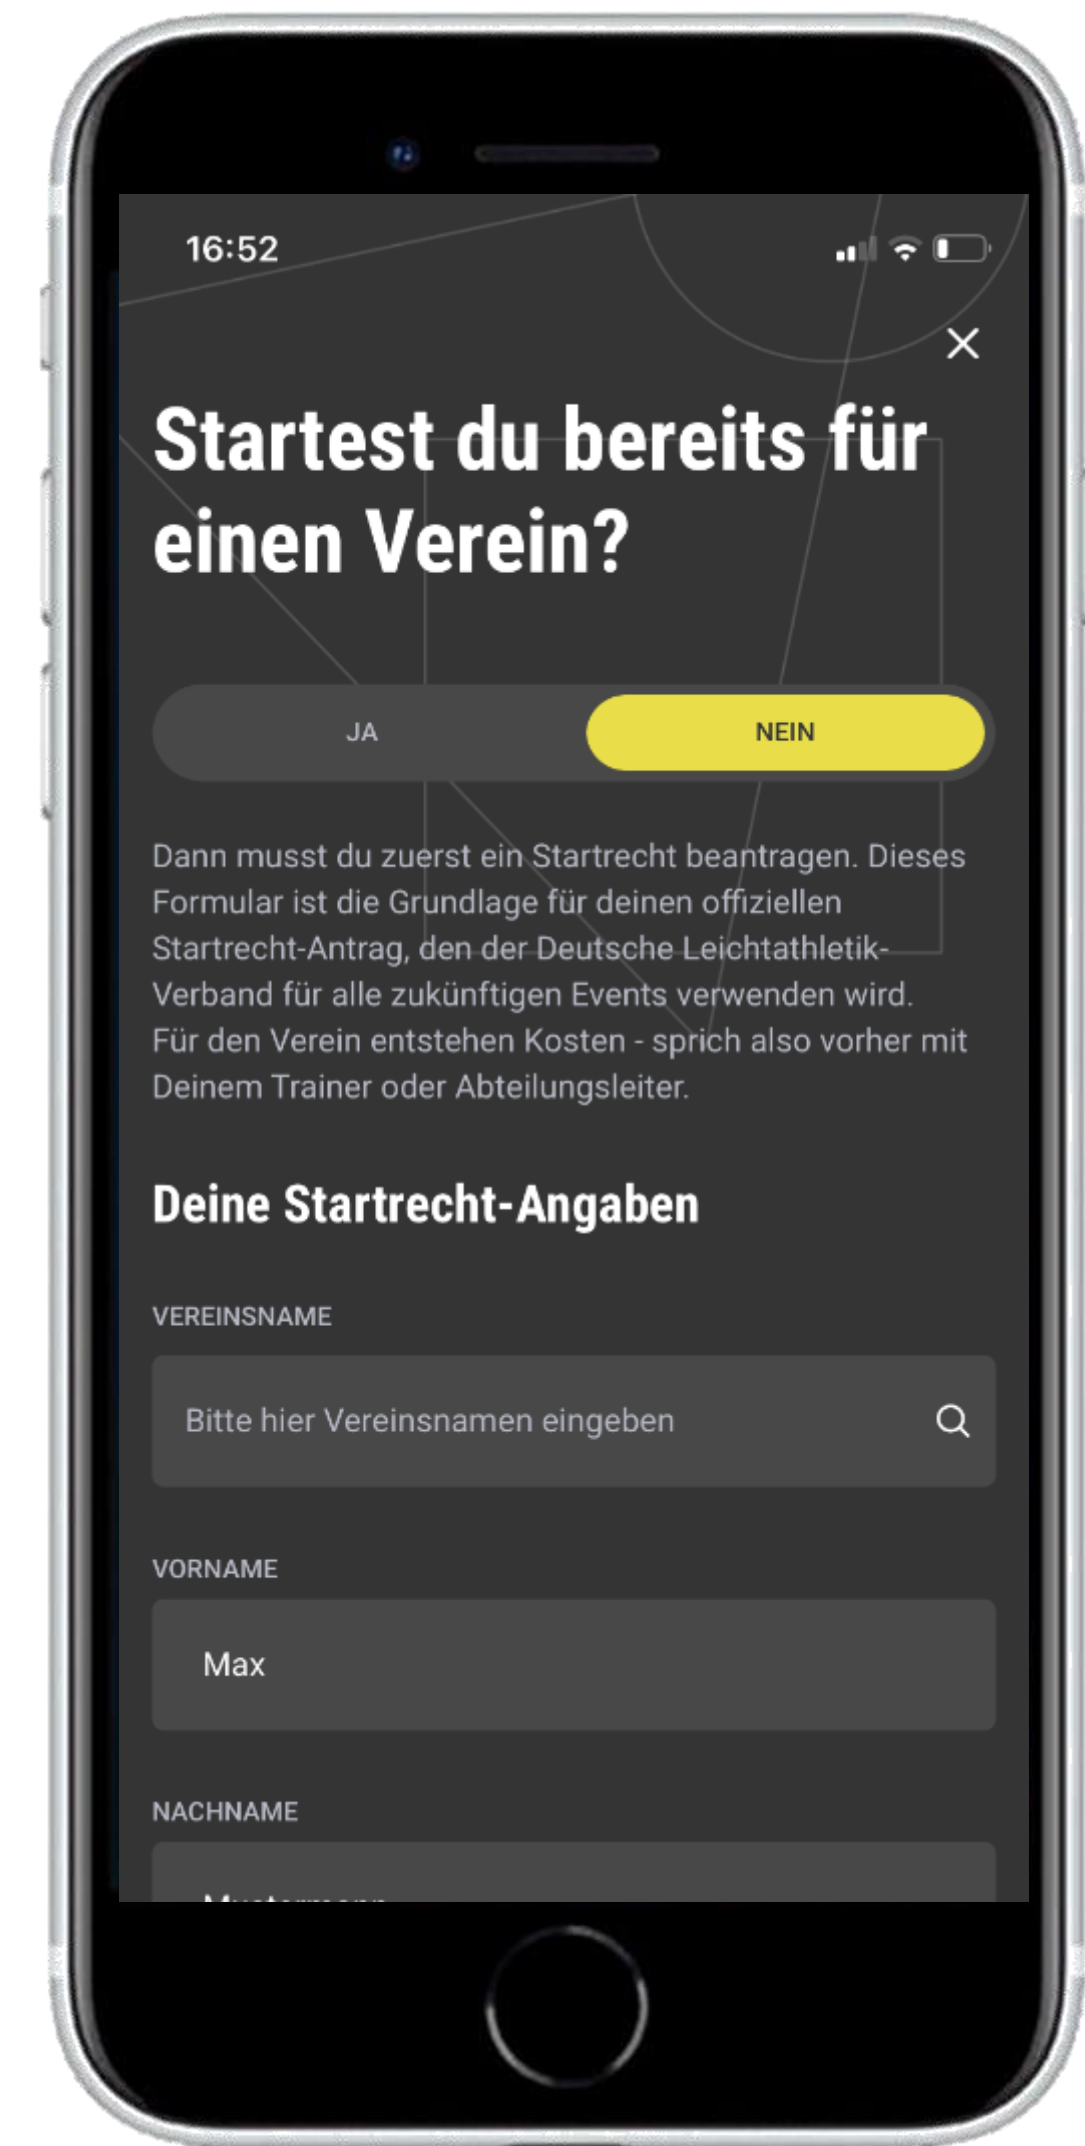 16:52
Startest du bereits für
einen Verein?
JA
NEIN
Dann musst du zuerst ein Startrecht beantragen. Dieses
Formular ist die Grundlage für deinen offiziellen
Startrecht-Antrag, den der Deutsche Leichtathletik-
Verband für alle zukünftigen Events verwenden wird.
Für den Verein entstehen Kosten - sprich also vorher mit
Deinem Trainer oder Abteilungsleiter.
Deine Startrecht-Angaben
VEREINSNAME
Bitte hier Vereinsnamen eingeben
VORNAME
Max
NACHNAME